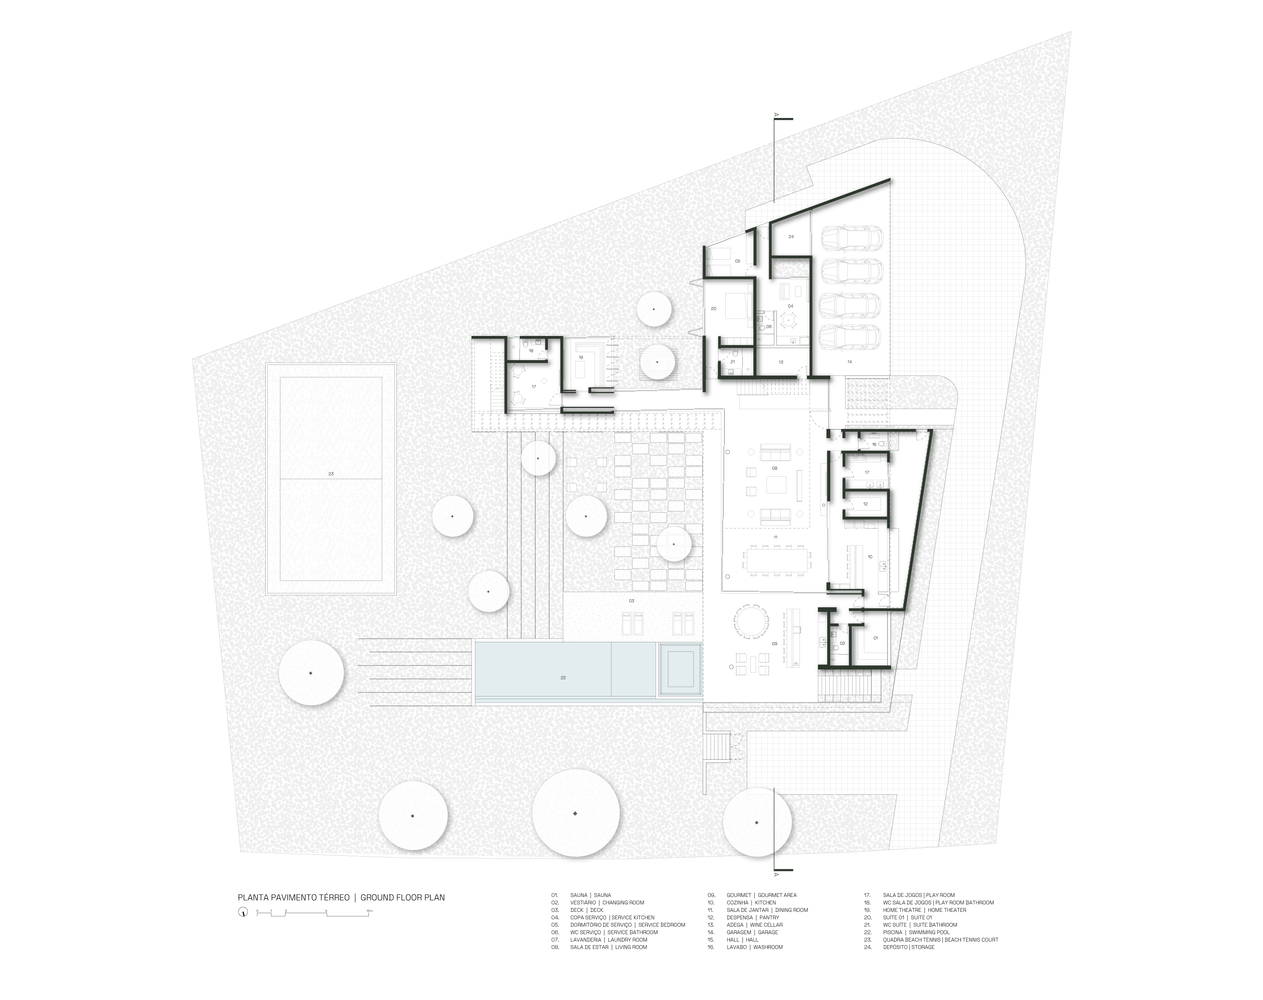 A
24
05
04
20
06
21
13
14
18
19
17
16
08
17
23
12
11
10
03
01
02
09
22
A
PLANTA PAVIMENTO TÉRREO | GROUND FLOOR PLAN
01. SAUNA | SAUNA
02. VESTIÁRIO | CHANGING ROOM
03. DECK | DECK
04. COPA SERVIÇO | SERVICE KITCHEN
05. DORMITÓRIO DE SERVIÇO | SERVICE BEDROOM
06. WC SERVIÇO | SERVICE BATHROOM
07. LAVANDERIA | LAUNDRY ROOM
08. SALA DE ESTAR | LIVING ROOM
09. GOURMET | GOURMET AREA
10. COZINHA | KITCHEN
11. SALA DE JANTAR | DINING ROOM
12. DESPENSA | PANTRY
13. ADEGA | WINE CELLAR
14. GARAGEM | GARAGE
15. HALL | HALL
16. LAVABO | WASHROOM
17. SALA DE JOGOS | PLAY ROOM
18. WC SALA DE JOGOS | PLAY ROOM BATHROOM
19. HOME THEATRE | HOME THEATER
20. SUÍTE 01 | SUITE 01
21. WC SUÍTE | SUITE BATHROOM
22. PISCINA | SWIMMING POOL
23. QUADRA BEACH TENNIS | BEACH TENNIS COURT
24. DEPÓSITO | STORAGE